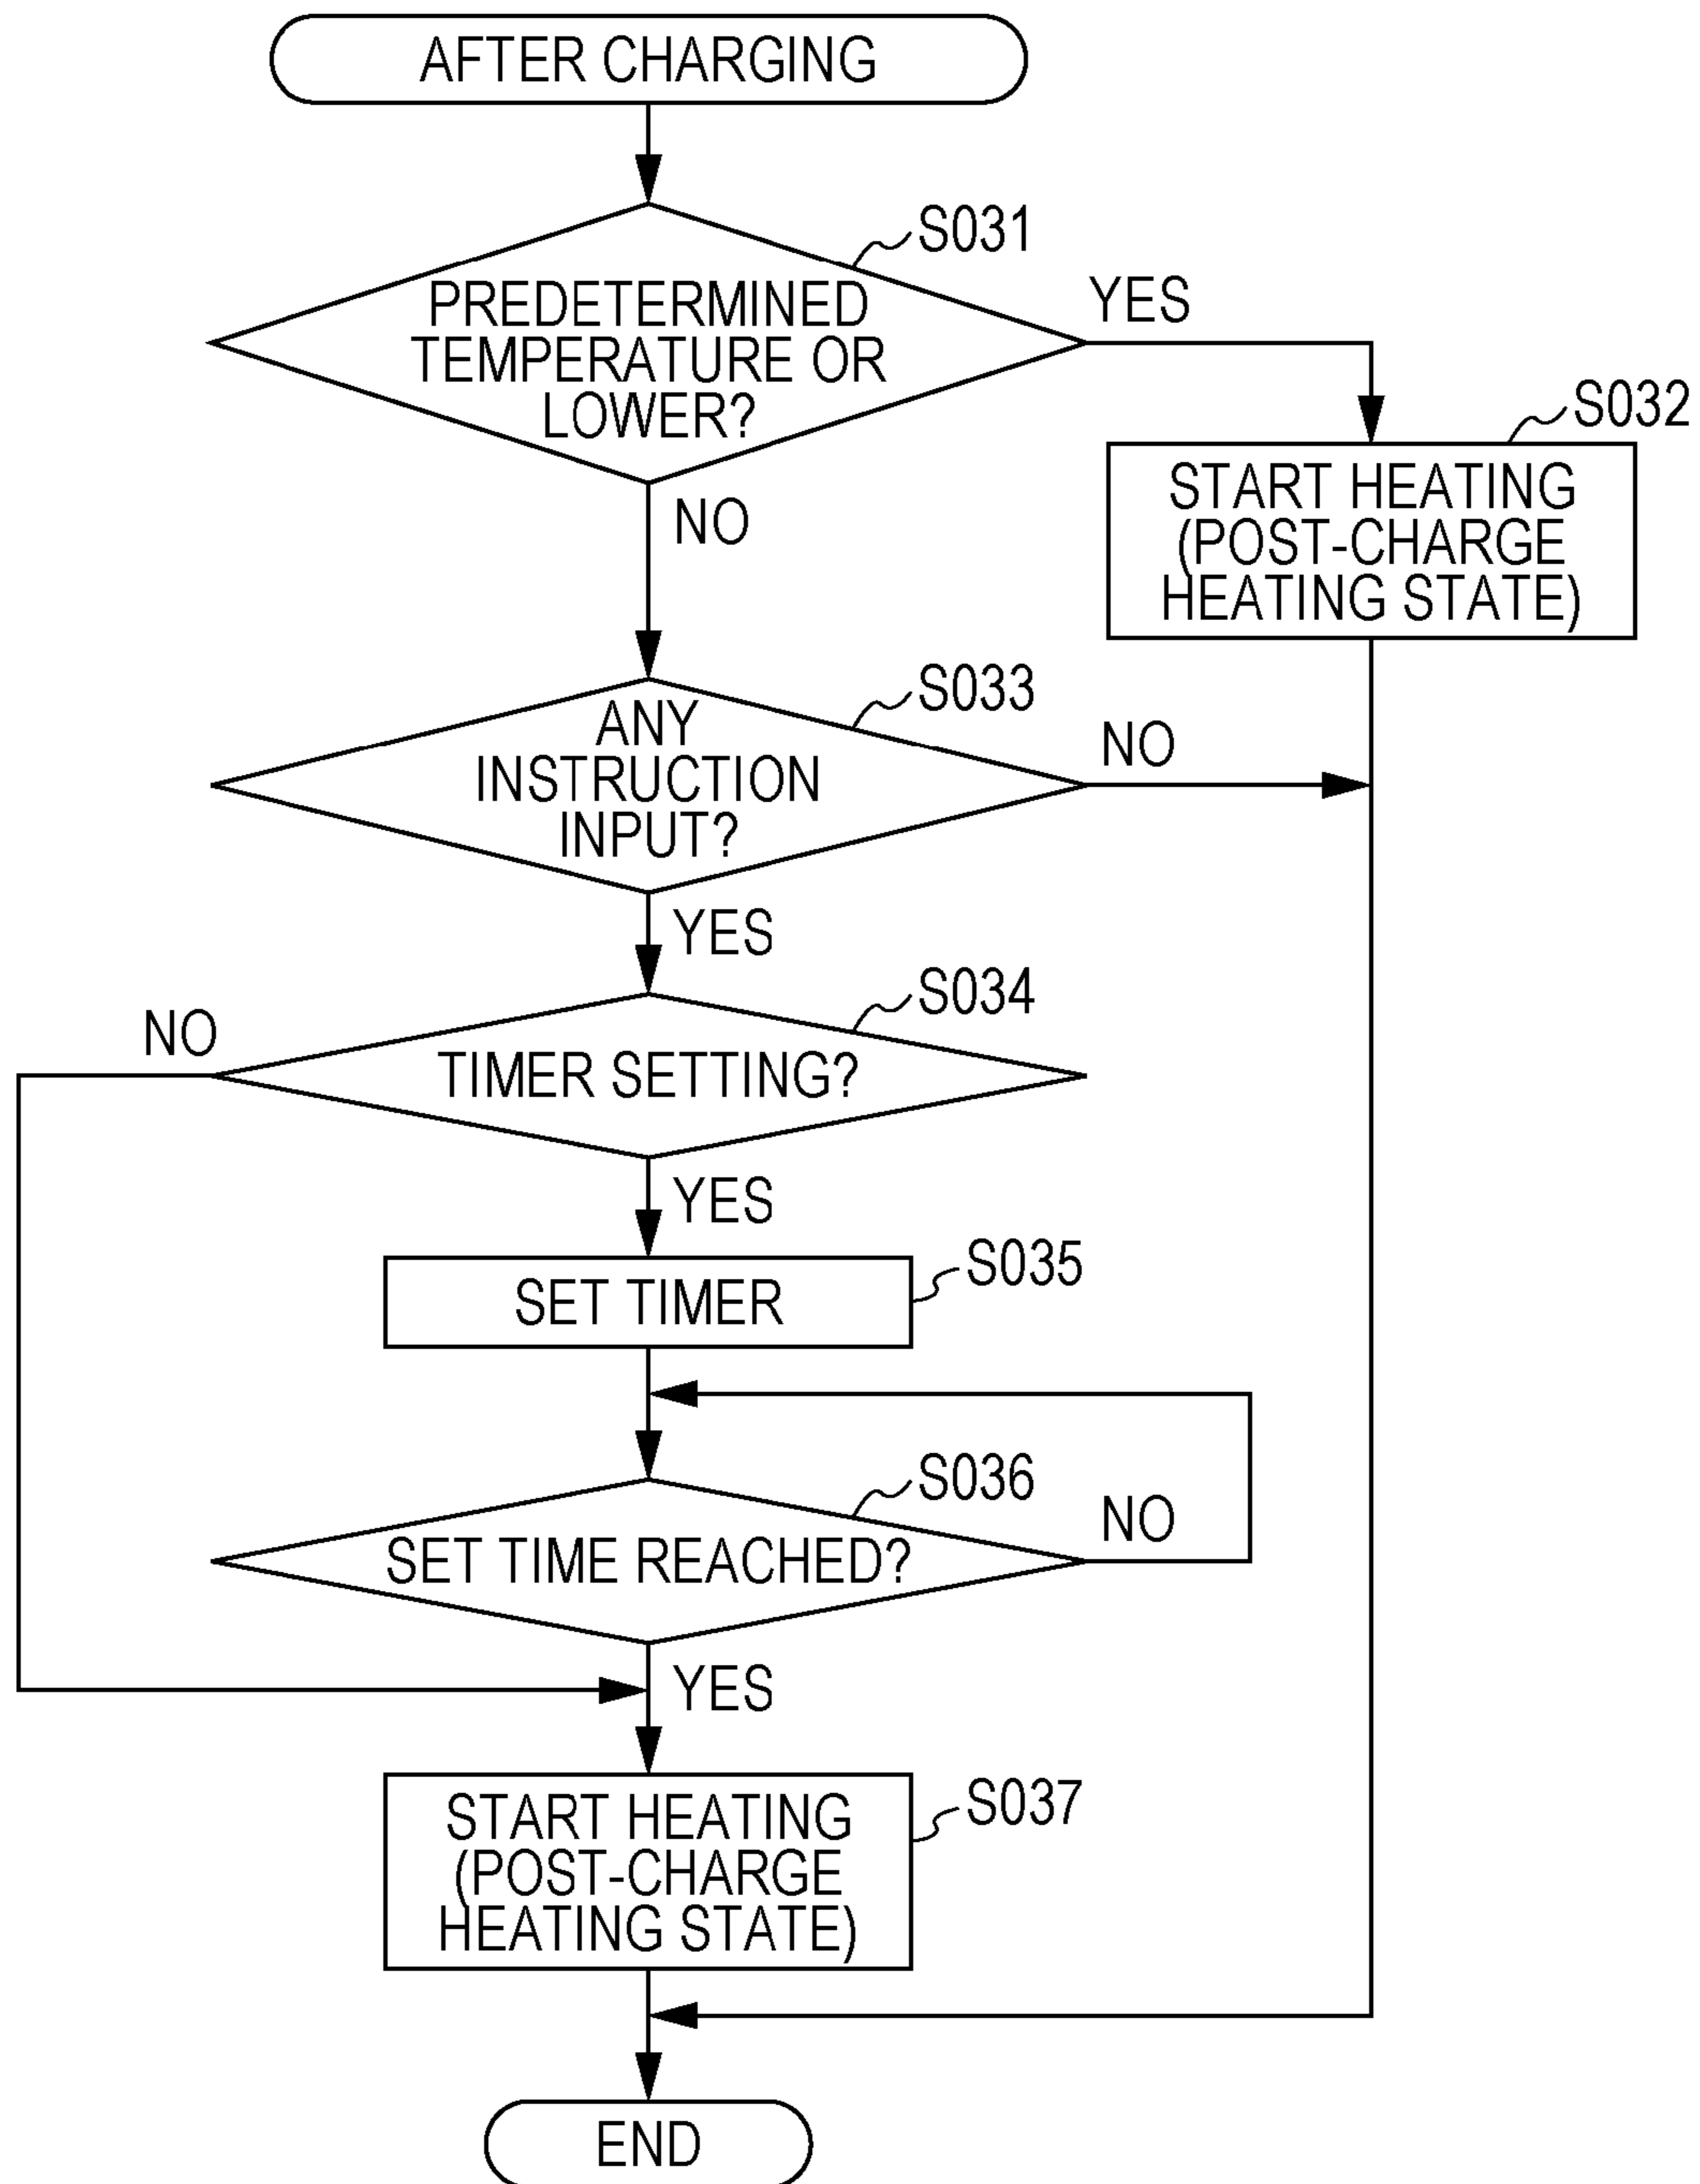 AFTER CHARGING
S031
PREDETERMINED
TEMPERATURE OR
LOWER?
YES
NO
S032
START HEATING
(POST-CHARGE
HEATING STATE)
S033
ANY
INSTRUCTION
INPUT?
NO
YES
S034
NO
TIMER SETTING?
YES
S035
SET TIMER
S036
NO
SET TIME REACHED?
YES
S037
START HEATING
(POST-CHARGE
HEATING STATE)
END